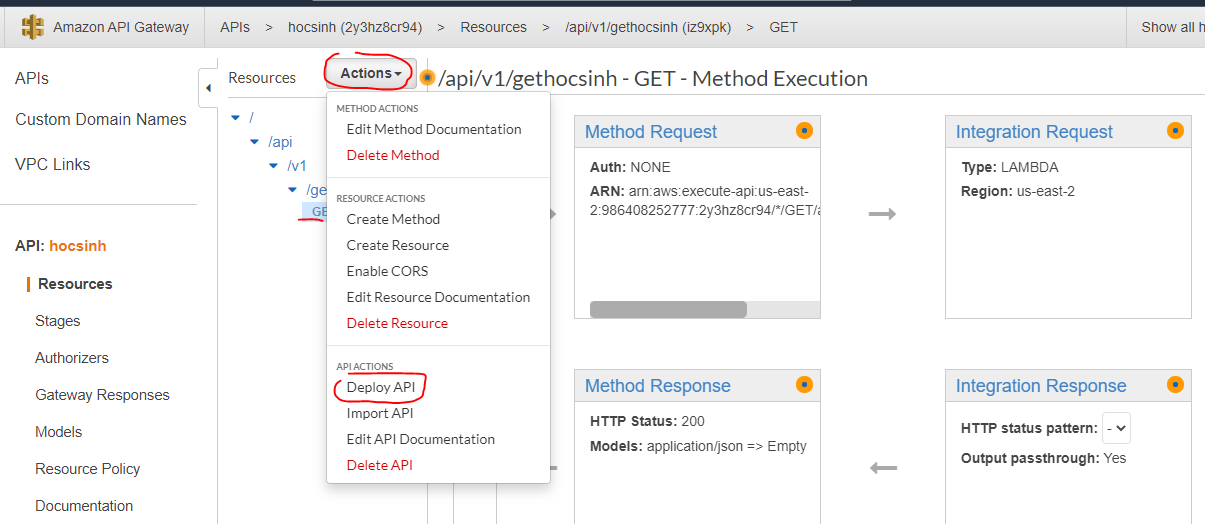 Amazon API Gateway APIs > hocsinh (2y3hz8cr94) > Resources > /api/v1/gethocsinh (iz9xpk) > GET Show all h
APIs
Custom Domain Names
VPC Links
API: hocsinh
Resources
Stages
Authorizers
Gateway Responses
Models
Resource Policy
Documentation
Resources
Actions
/
/api
/v1
/ge
GE
METHOD ACTIONS
Edit Method Documentation
Delete Method
RESOURCE ACTIONS
Create Method
Create Resource
Enable CORS
Edit Resource Documentation
Delete Resource
API ACTIONS
Deploy API
Import API
Edit API Documentation
Delete API
/api/v1/gethocsinh - GET - Method Execution
Method Request
Auth: NONE
ARN: arn:aws:execute-api:us-east-
2:986408252777:2y3hz8cr94/*/GET/a
Integration Request
Type: LAMBDA
Region: us-east-2
Method Response
HTTP Status: 200
Models: application/json => Empty
Integration Response
HTTP status pattern: -
Output passthrough: Yes